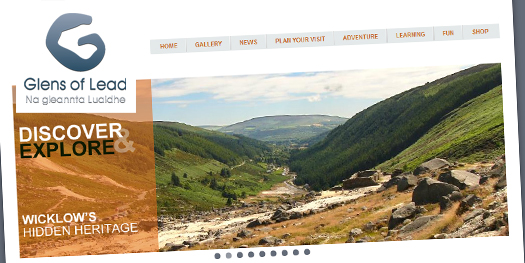 HOME GALLERY NEWS PLAN YOUR VISIT ADVENTURE LEARNING FUN SHOP
Glens of Lead
Na gleannta Luaidhe
DISCOVER
& EXPLORE
WICKLOW'S
HIDDEN HERITAGE